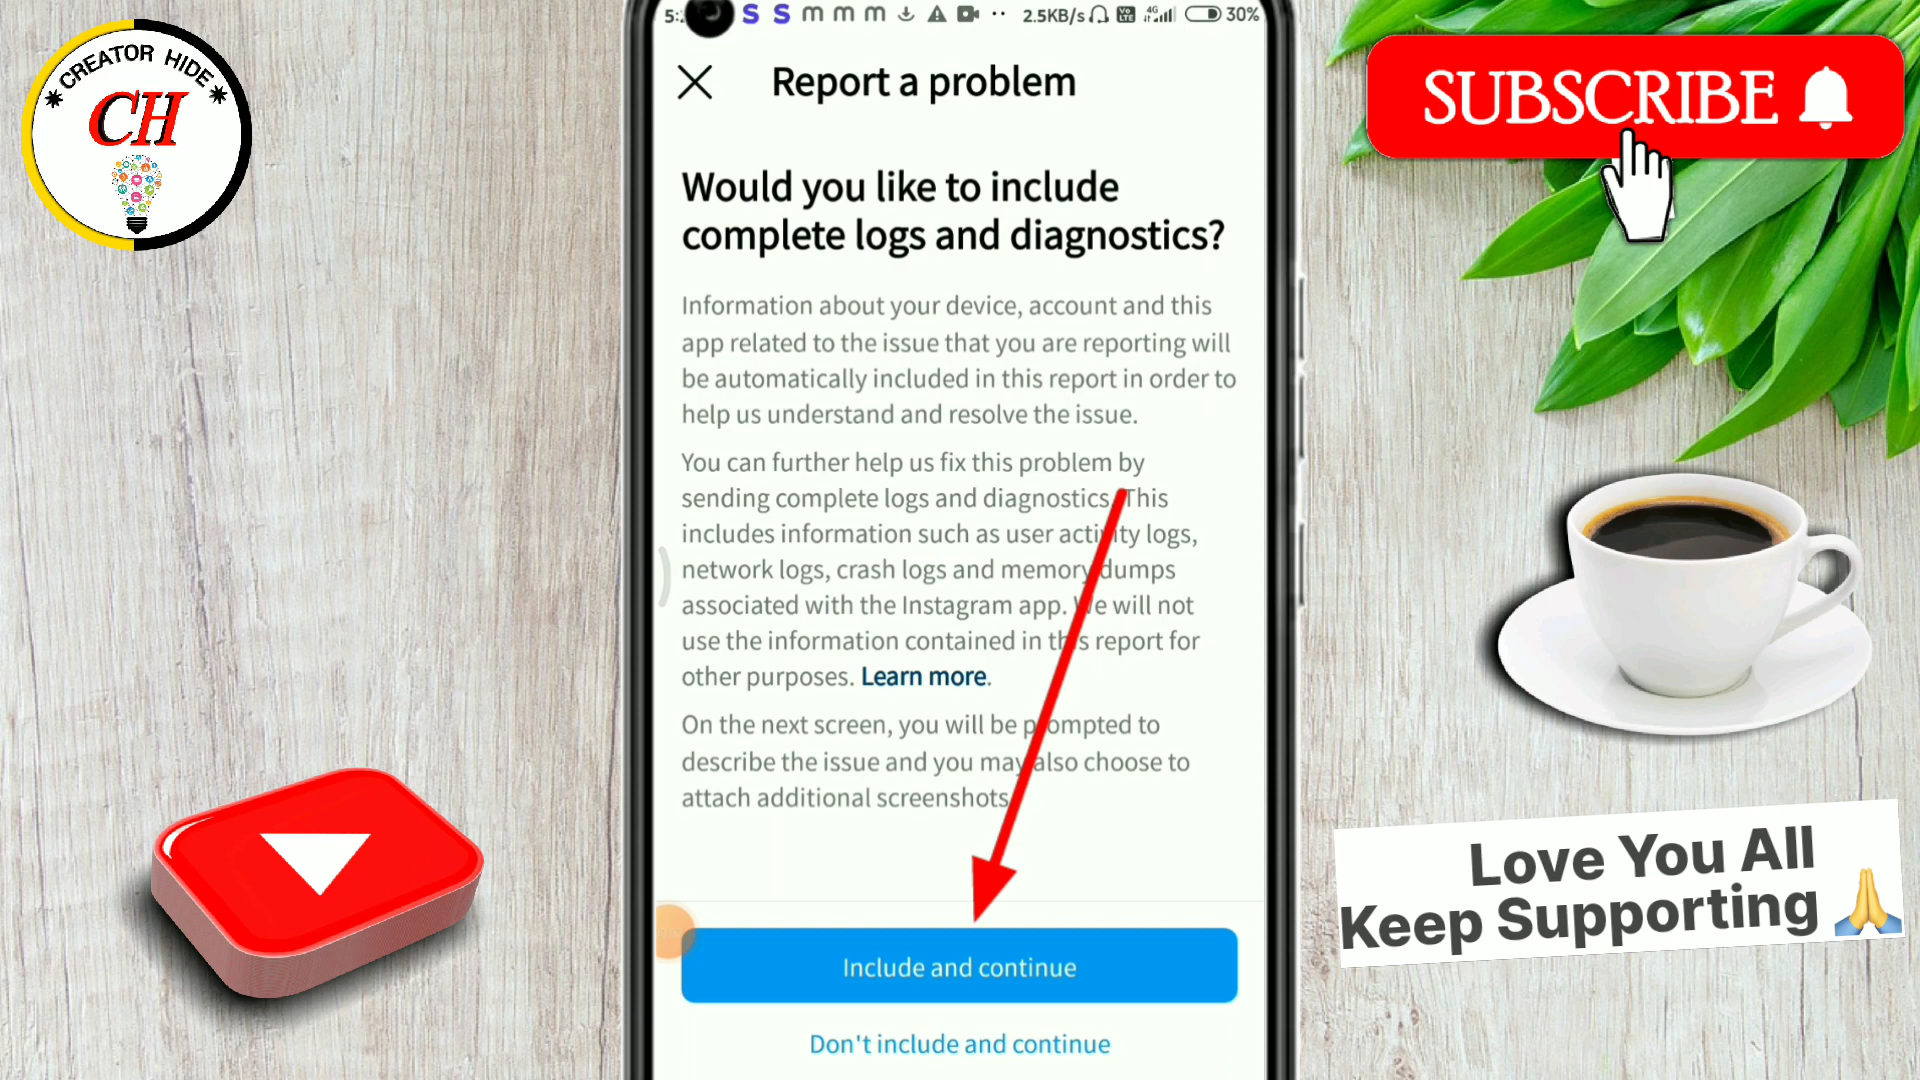 CREATOR HIDE
CH
5:
S S m m m
2.5KB/s
Vo
LTE
4G
30%
Report a problem
Would you like to include
complete logs and diagnostics?
Information about your device, account and this
app related to the issue that you are reporting will
be automatically included in this report in order to
help us understand and resolve the issue.
You can further help us fix this problem by
sending complete logs and diagnostics. This
includes information such as user activity logs,
network logs, crash logs and memory dumps
associated with the Instagram app. We will not
use the information contained in this report for
other purposes. Learn more.
On the next screen, you will be prompted to
describe the issue and you may also choose to
attach additional screenshots.
Include and continue
Don't include and continue
SUBSCRIBE
Love You All
Keep Supporting 🙏